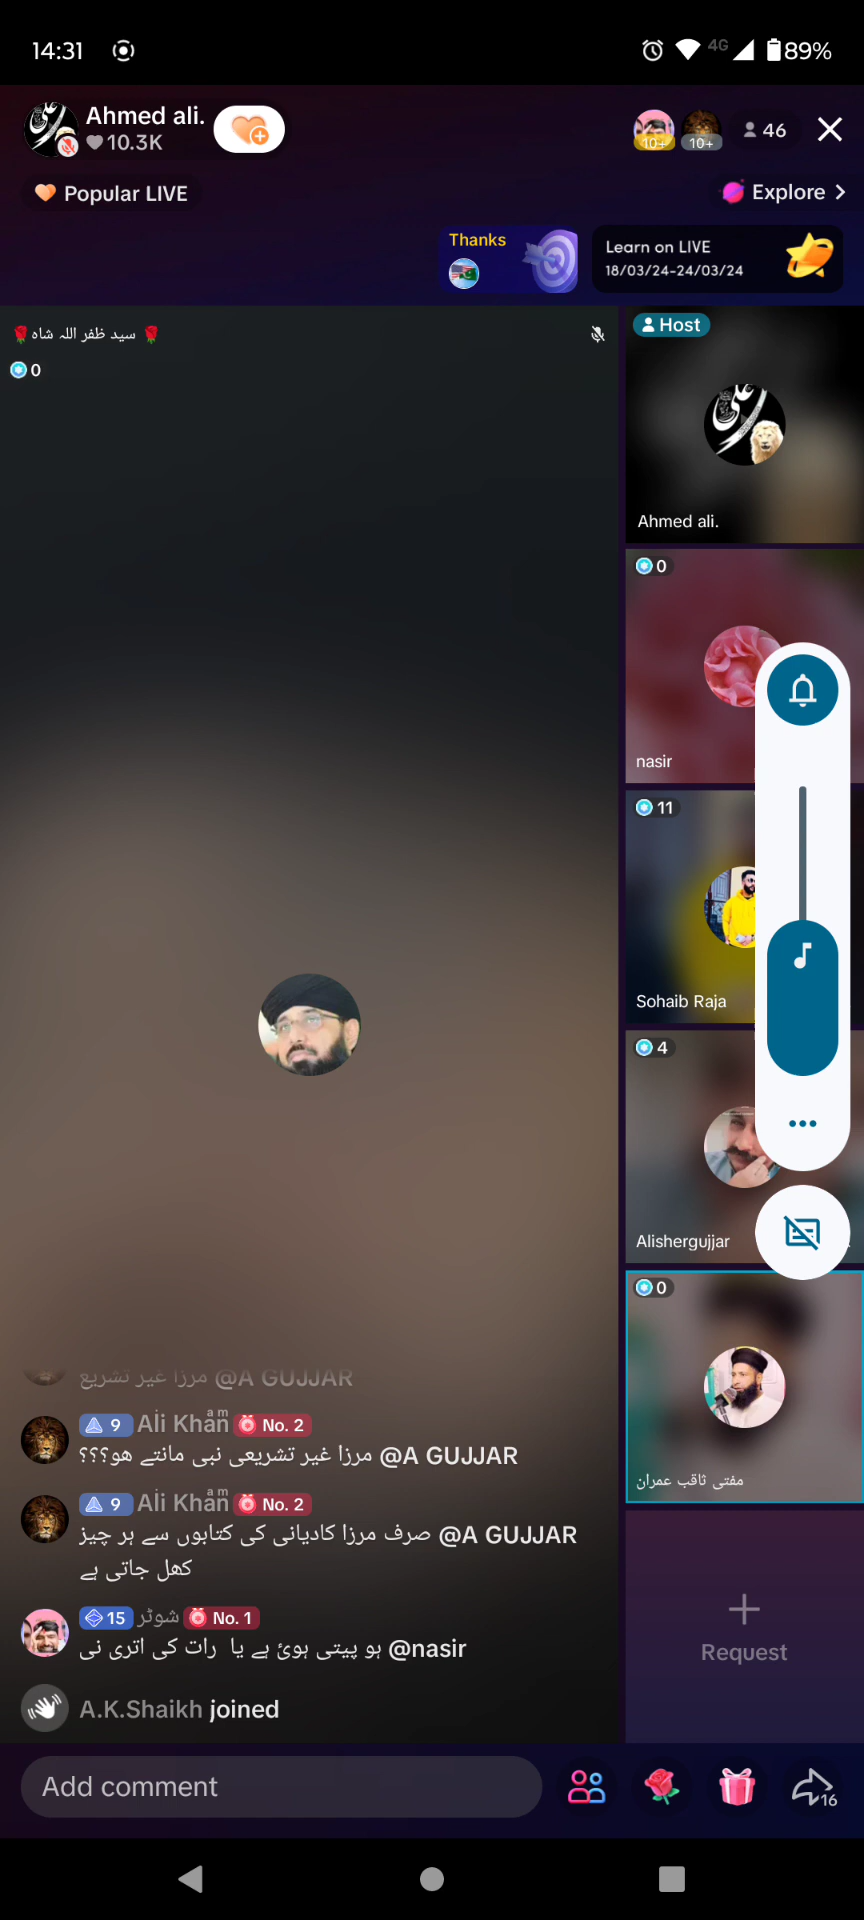 14:31
4G
89%
Ahmed ali.
10.3K
10+
10+
46
Popular LIVE
Explore
Thanks
Learn on LIVE
18/03/24-24/03/24
🌹 سید ظفر اللہ شاہ 🌹
0
Host
Ahmed ali.
0
nasir
11
Sohaib Raja
4
Alishergujjar
0
مفتی ثاقب عمران
Request
@A GUJJAR مرزا غیر تشریع
9 Ali Khan No. 2
@A GUJJAR مرزا غیر تشریعی نبی مانتے ھو؟؟؟
9 Ali Khan No. 2
@A GUJJAR صرف مرزا کادیانی کی کتابوں سے ہر چیز
کھل جاتی ہے
15 شوٹر No. 1
@nasir ہو پیتی ہوئ ہے یا رات کی اتری نی
A.K.Shaikh joined
Add comment
16